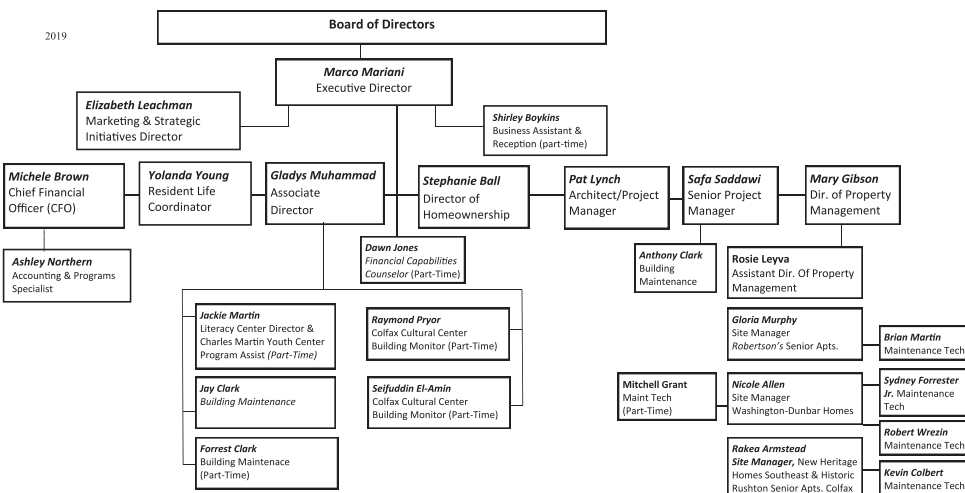 Board of Directors
2019
Marco Mariani
Executive Director
Elizabeth Leachman
Marketing & Strategic
Initiatives Director
Shirley Boykins
Business Assistant &
Reception (part-time)
Michele Brown
Chief Financial
Officer (CFO)
Yolanda Young
Resident Life
Coordinator
Gladys Muhammad
Associate
Director
Stephanie Ball
Director of
Homeownership
Pat Lynch
Architect/Project
Manager
Safa Saddawi
Senior Project
Manager
Mary Gibson
Dir. of Property
Management
Ashley Northern
Accounting & Programs
Specialist
Dawn Jones
Financial Capabilities
Counselor (Part-Time)
Anthony Clark
Building
Maintenance
Rosie Leyva
Assistant Dir. Of Property
Management
Jackie Martin
Literacy Center Director &
Charles Martin Youth Center
Program Assist (Part-Time)
Raymond Pryor
Colfax Cultural Center
Building Monitor (Part-Time)
Gloria Murphy
Site Manager
Robertson's Senior Apts.
Brian Martin
Maintenance Tech
Jay Clark
Building Maintenance
Seifuddin El-Amin
Colfax Cultural Center
Building Monitor (Part-Time)
Mitchell Grant
Maint Tech
(Part-Time)
Nicole Allen
Site Manager
Washington-Dunbar Homes
Sydney Forrester
Jr. Maintenance
Tech
Robert Wrezin
Maintenance Tech
Forrest Clark
Building Maintenace
(Part-Time)
Rakea Armstead
Site Manager, New Heritage
Homes Southeast & Historic
Rushton Senior Apts. Colfax
Kevin Colbert
Maintenance Tech